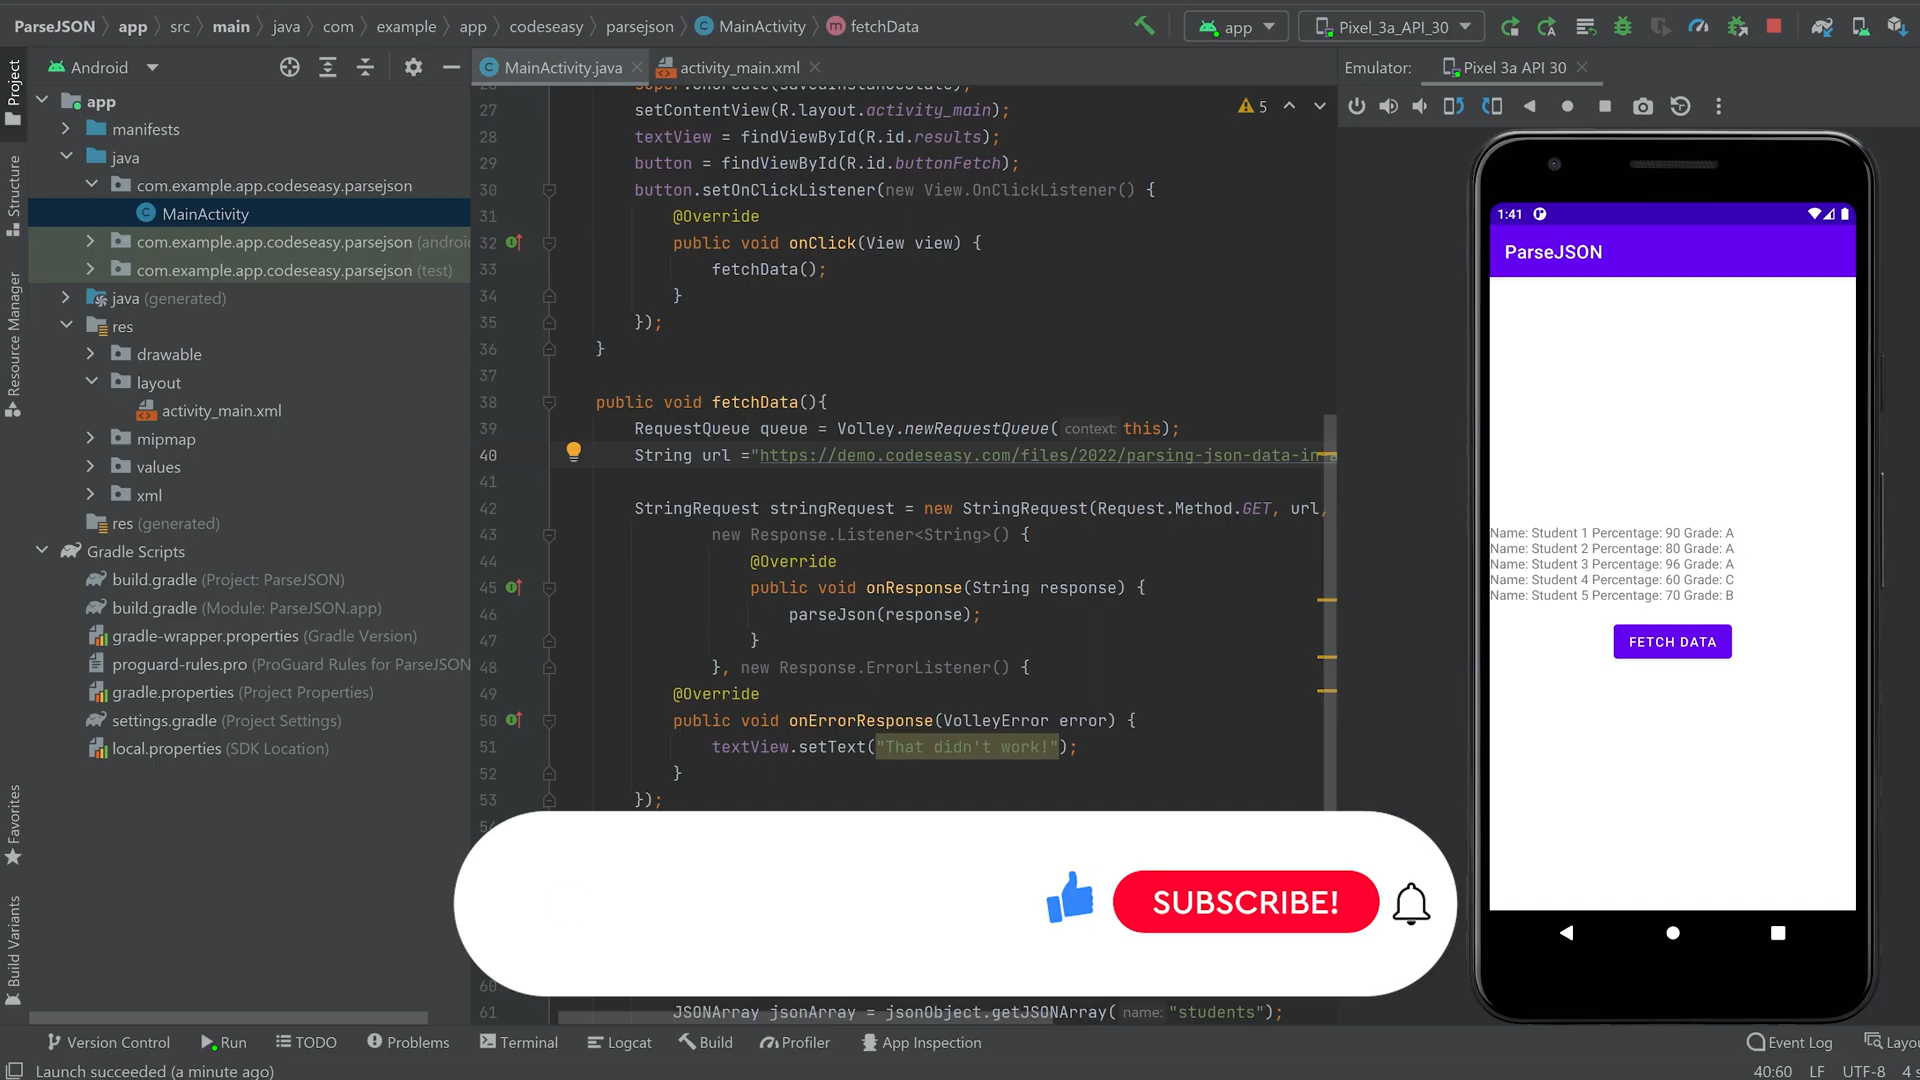 ParseJSON app src main java com example app codeseasy parsejson MainActivity fetchData
app
Pixel_3a_API_30
Android
MainActivity.java
activity_main.xml
Emulator:
Pixel 3a API 30
Project
Structure
Resource Manager
Favorites
Build Variants
app
manifests
java
com.example.app.codeseasy.parsejson
MainActivity
com.example.app.codeseasy.parsejson
com.example.app.codeseasy.parsejson (test)
java (generated)
res
drawable
layout
activity_main.xml
mipmap
values
xml
res (generated)
Gradle Scripts
build.gradle (Project: ParseJSON)
build.gradle (Module: ParseJSON.app)
gradle-wrapper.properties (Gradle Version)
proguard-rules.pro (ProGuard Rules for ParseJSON
gradle.properties (Project Properties)
settings.gradle (Project Settings)
local.properties (SDK Location)
5
27 setContentView(R.layout.activity_main);
28 textView = findViewById(R.id.results);
29 button = findViewById(R.id.buttonFetch);
30 button.setOnClickListener(new View.OnClickListener() {
31 @Override
32 public void onClick(View view) {
33 fetchData();
34 }
35 });
36 }
37
38 public void fetchData(){
39 RequestQueue queue = Volley.newRequestQueue( context: this);
40 String url ="https://demo.codeseasy.com/files/2022/parsing-json-data-in-a
41
42 StringRequest stringRequest = new StringRequest(Request.Method.GET, url,
43 new Response.Listener<String>() {
44 @Override
45 public void onResponse(String response) {
46 parseJson(response);
47 }
48 }, new Response.ErrorListener() {
49 @Override
50 public void onErrorResponse(VolleyError error) {
51 textView.setText("That didn't work!");
52 }
53 });
60
61 JSONArray jsonArray = jsonObject.getJSONArray( name: "students");
SUBSCRIBE!
1:41
ParseJSON
Name: Student 1 Percentage: 90 Grade: A
Name: Student 2 Percentage: 80 Grade: A
Name: Student 3 Percentage: 96 Grade: A
Name: Student 4 Percentage: 60 Grade: C
Name: Student 5 Percentage: 70 Grade: B
FETCH DATA
Version Control
Run
TODO
Problems
Terminal
Logcat
Build
Profiler
App Inspection
Event Log
Launch succeeded (a minute ago)
40:60 LF UTF-8 4